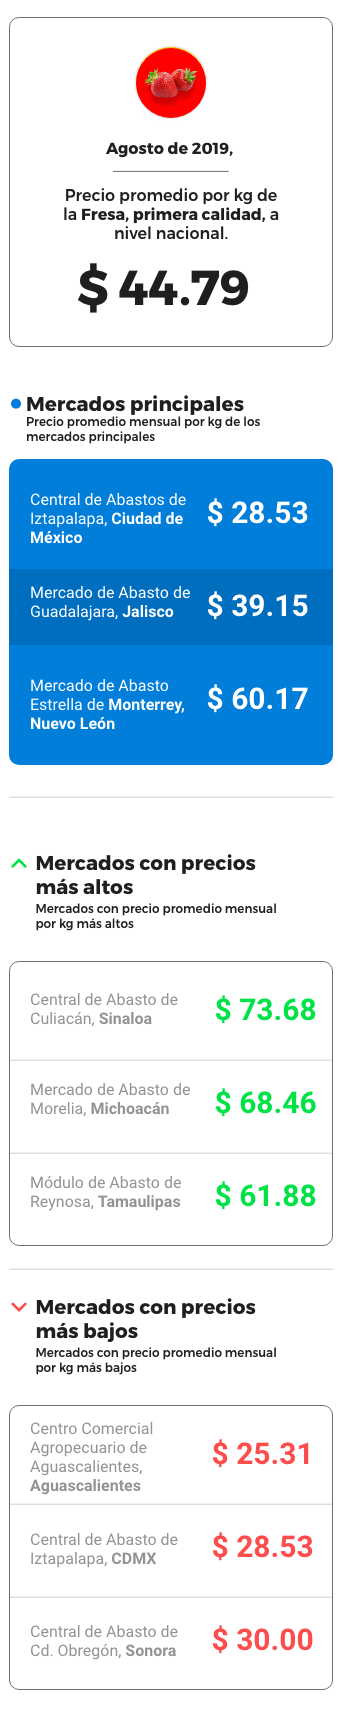 Agosto de 2019,
Precio promedio por kg de
la Fresa, primera calidad, a
nivel nacional.
$ 44.79
Mercados principales
Precio promedio mensual por kg de los
mercados principales
Central de Abastos de
Iztapalapa, Ciudad de
México
$ 28.53
Mercado de Abasto de
Guadalajara, Jalisco
$ 39.15
Mercado de Abasto
Estrella de Monterrey,
Nuevo León
$ 60.17
Mercados con precios
más altos
Mercados con precio promedio mensual
por kg más altos
Central de Abasto de
Culiacán, Sinaloa
$ 73.68
Mercado de Abasto de
Morelia, Michoacán
$ 68.46
Módulo de Abasto de
Reynosa, Tamaulipas
$ 61.88
Mercados con precios
más bajos
Mercados con precio promedio mensual
por kg más bajos
Centro Comercial
Agropecuario de
Aguascalientes,
Aguascalientes
$ 25.31
Central de Abasto de
Iztapalapa, CDMX
$ 28.53
Central de Abasto de
Cd. Obregón, Sonora
$ 30.00